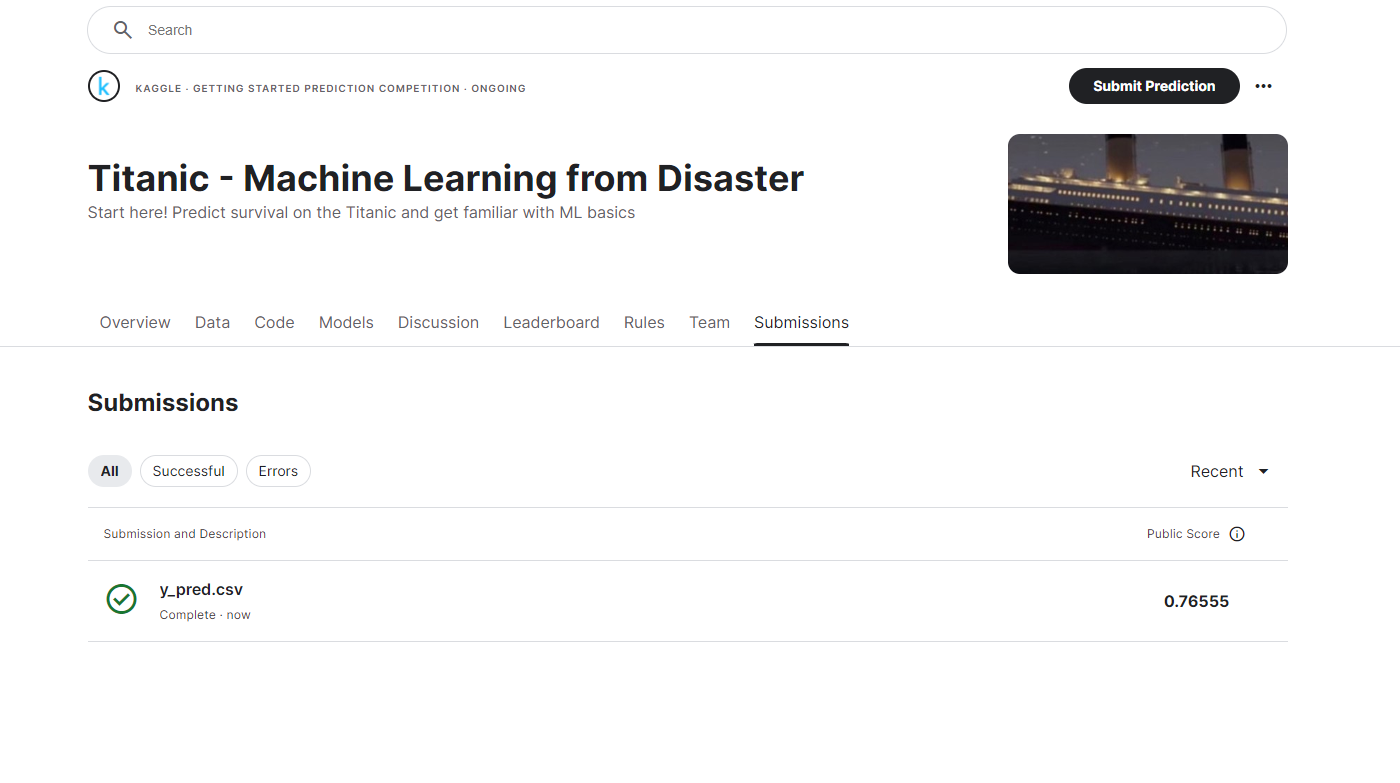 Search
k
KAGGLE · GETTING STARTED PREDICTION COMPETITION · ONGOING
Submit Prediction
Titanic - Machine Learning from Disaster
Start here! Predict survival on the Titanic and get familiar with ML basics
Overview Data Code Models Discussion Leaderboard Rules Team Submissions
Submissions
All Successful Errors Recent
Submission and Description Public Score
y_pred.csv
Complete · now
0.76555